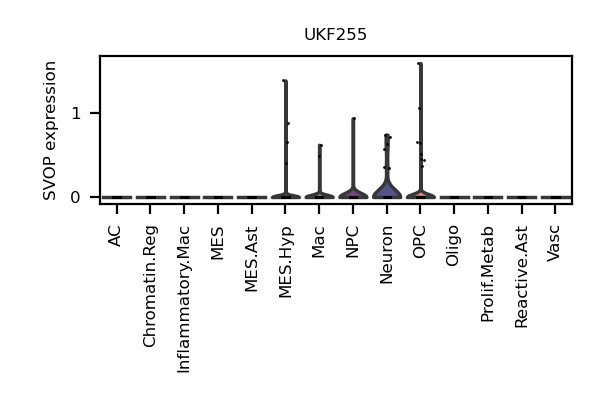 UKF255
SVOP expression
1
0
AC
Chromatin.Reg
Inflammatory.Mac
MES
MES.Ast
MES.Hyp
Mac
NPC
Neuron
OPC
Oligo
Prolif.Metab
Reactive.Ast
Vasc